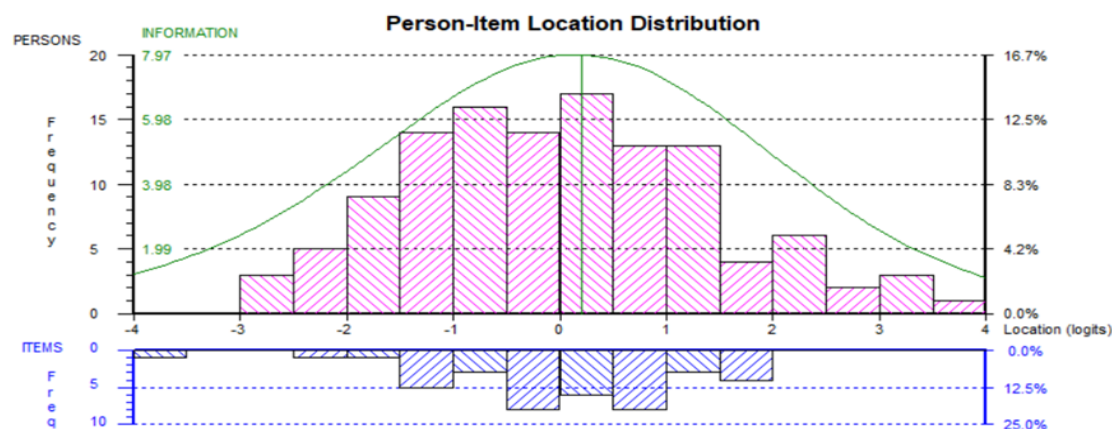 Person-Item Location Distribution
PERSONS
INFORMATION
20 7.97 16.7%
15 5.98 12.5%
10 3.98 8.3%
5 1.99 4.2%
0 0.0%
Frequency
-4 -3 -2 -1 0 1 2 3 4 Location (logits)
ITEMS 0 0.0%
5 12.5%
10 25.0%
Freq